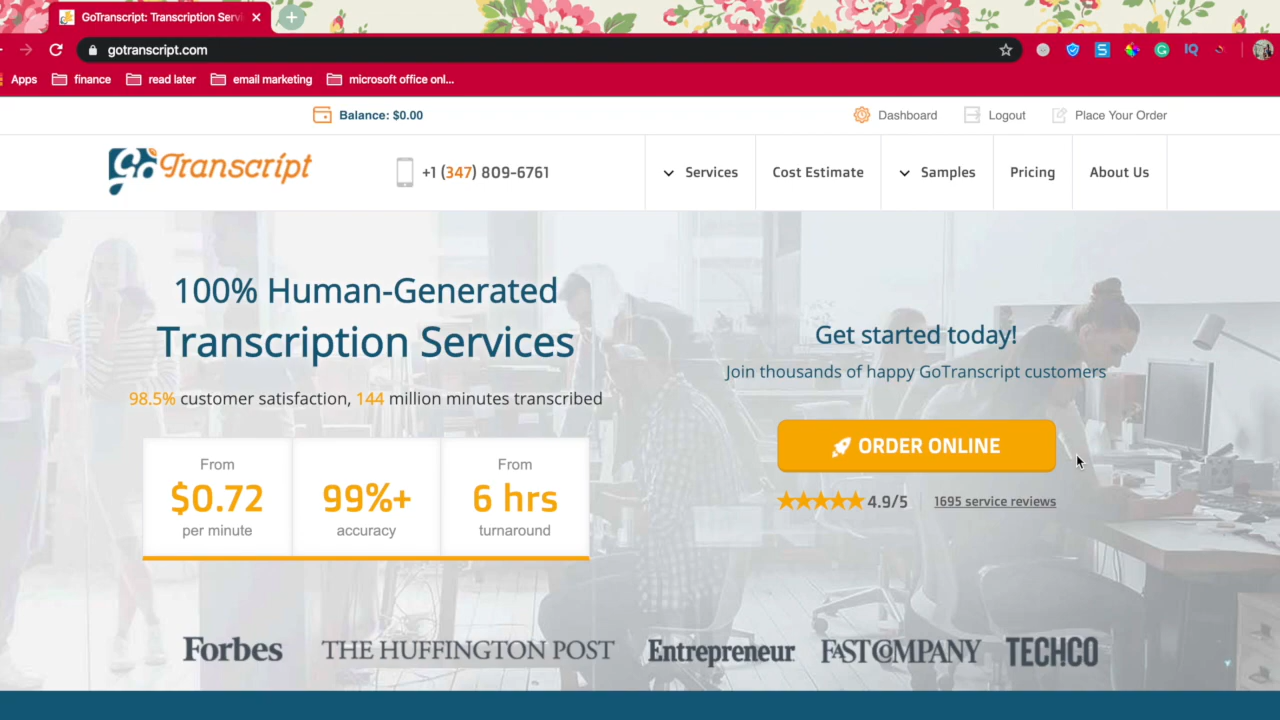 GoTranscript: Transcription Servi
gotranscript.com
Apps finance read later email marketing microsoft office onl...
Balance: $0.00 Dashboard Logout Place Your Order
GoTranscript +1 (347) 809-6761 Services Cost Estimate Samples Pricing About Us
100% Human-Generated
Transcription Services
98.5% customer satisfaction, 144 million minutes transcribed
From
$0.72
per minute
99%+
accuracy
From
6 hrs
turnaround
Get started today!
Join thousands of happy GoTranscript customers
ORDER ONLINE
4.9/5 1695 service reviews
Forbes THE HUFFINGTON POST Entrepreneur FAST COMPANY TECHCO